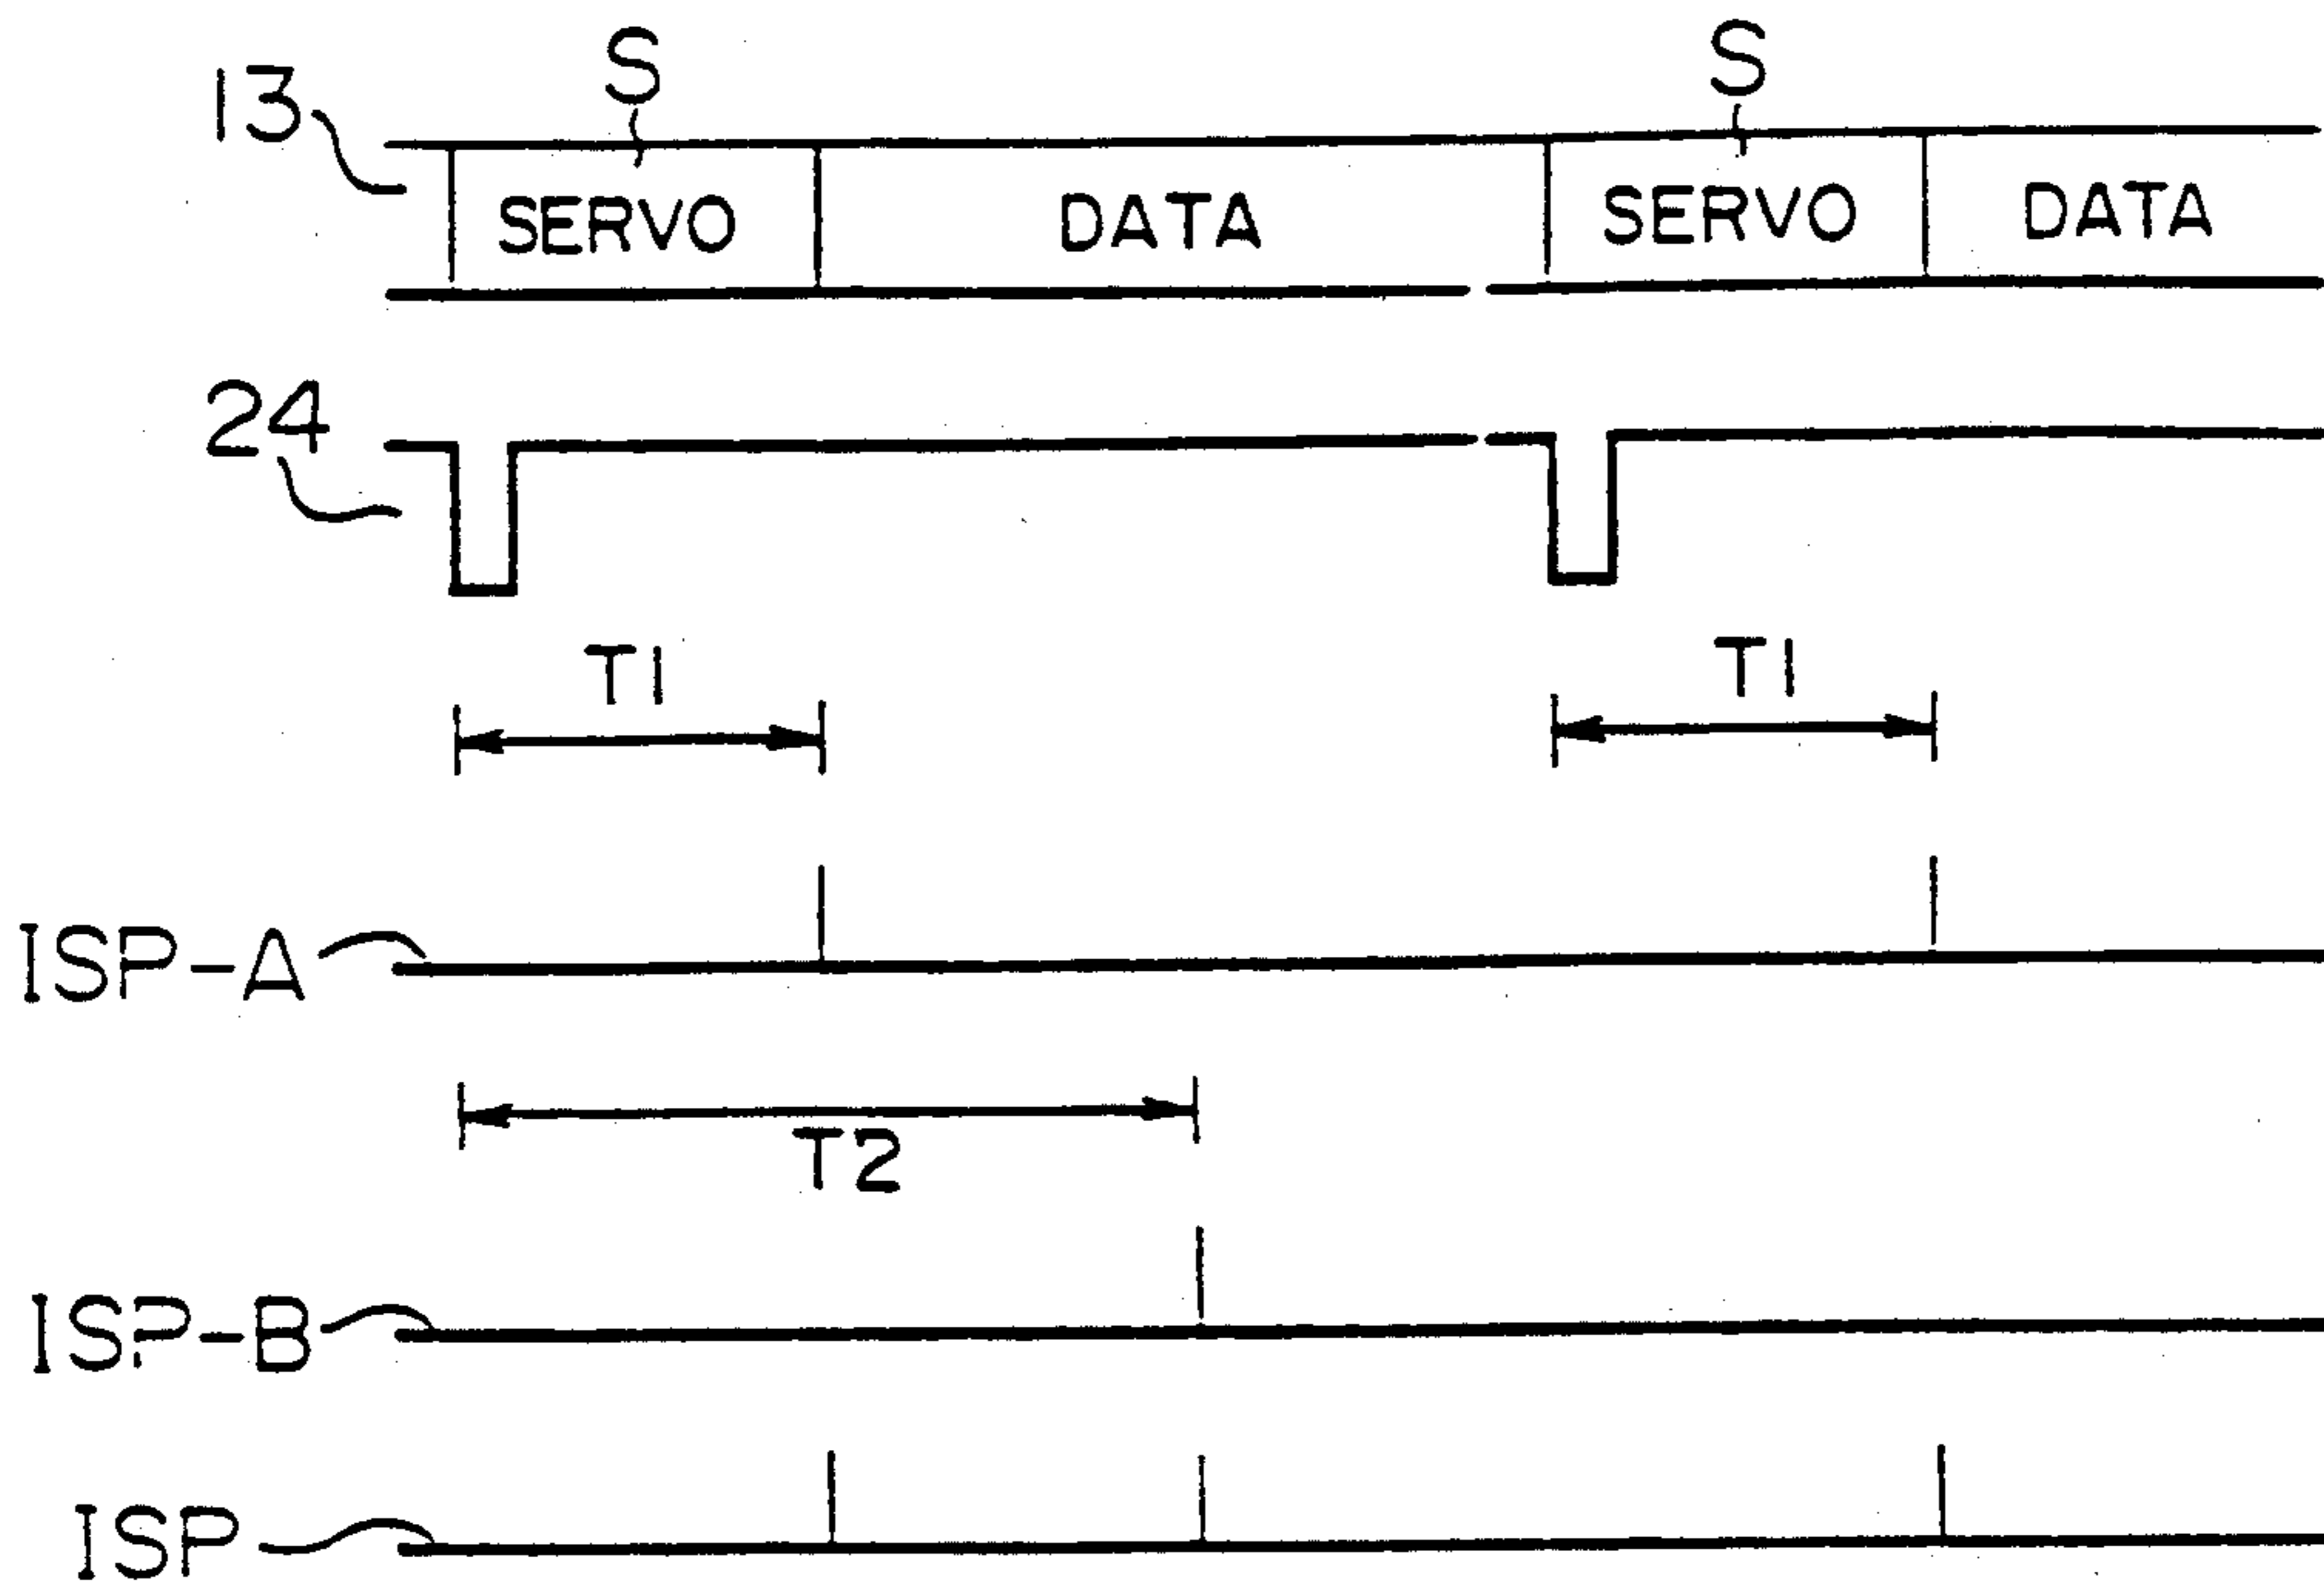 S S
13
SERVO DATA SERVO DATA
24
T1 T1
ISP-A
T2
ISP-B
ISP